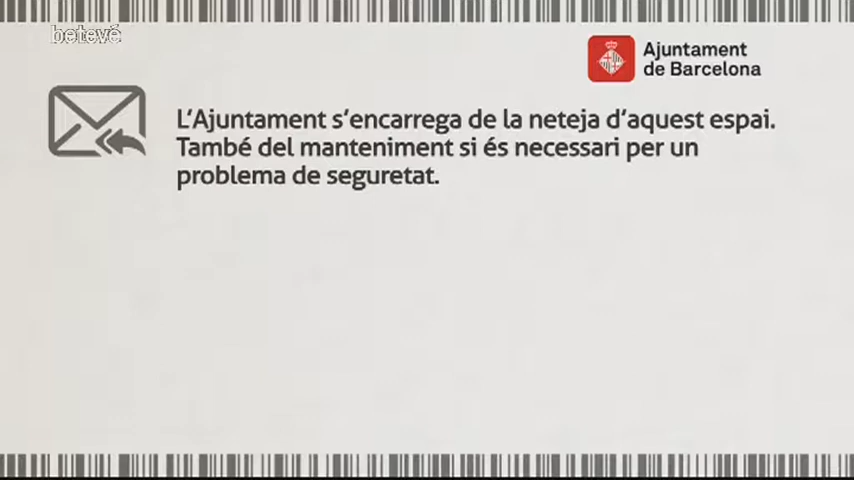 betevé
Ajuntament
de Barcelona
L'Ajuntament s'encarrega de la neteja d'aquest espai.
També del manteniment si és necessari per un
problema de seguretat.